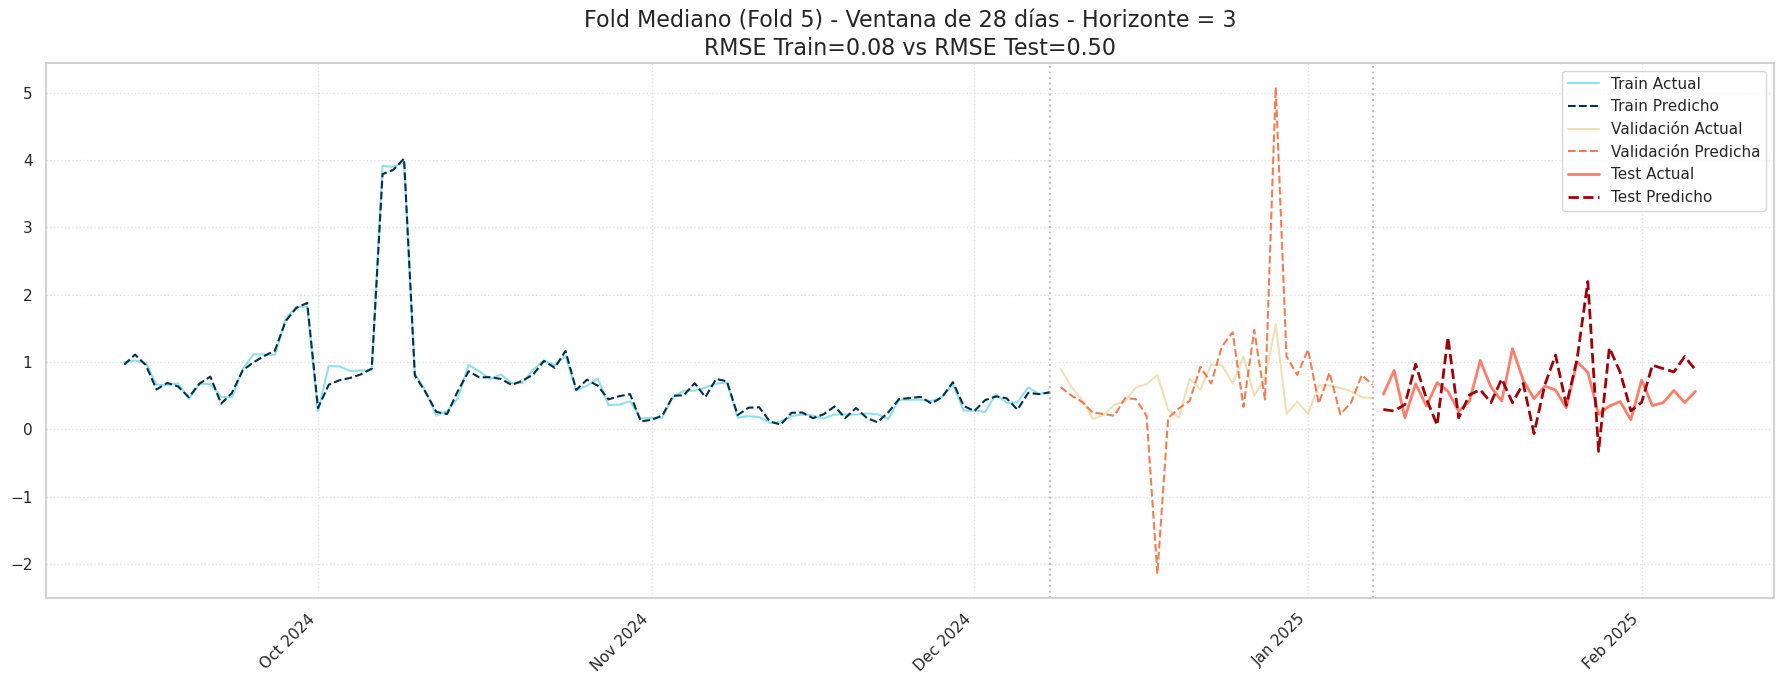 Fold Mediano (Fold 5) - Ventana de 28 días - Horizonte = 3
RMSE Train=0.08 vs RMSE Test=0.50
Train Actual
Train Predicho
Validación Actual
Validación Predicha
Test Actual
Test Predicho
5
4
3
2
1
0
−1
−2
Oct 2024
Nov 2024
Dec 2024
Jan 2025
Feb 2025